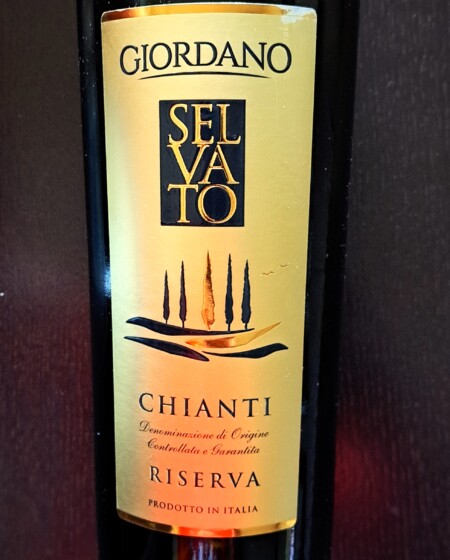 GIORDANO
SEL
VA
TO
CHIANTI
Denominazione di Origine
Controllata e Garantita
RISERVA
PRODOTTO IN ITALIA